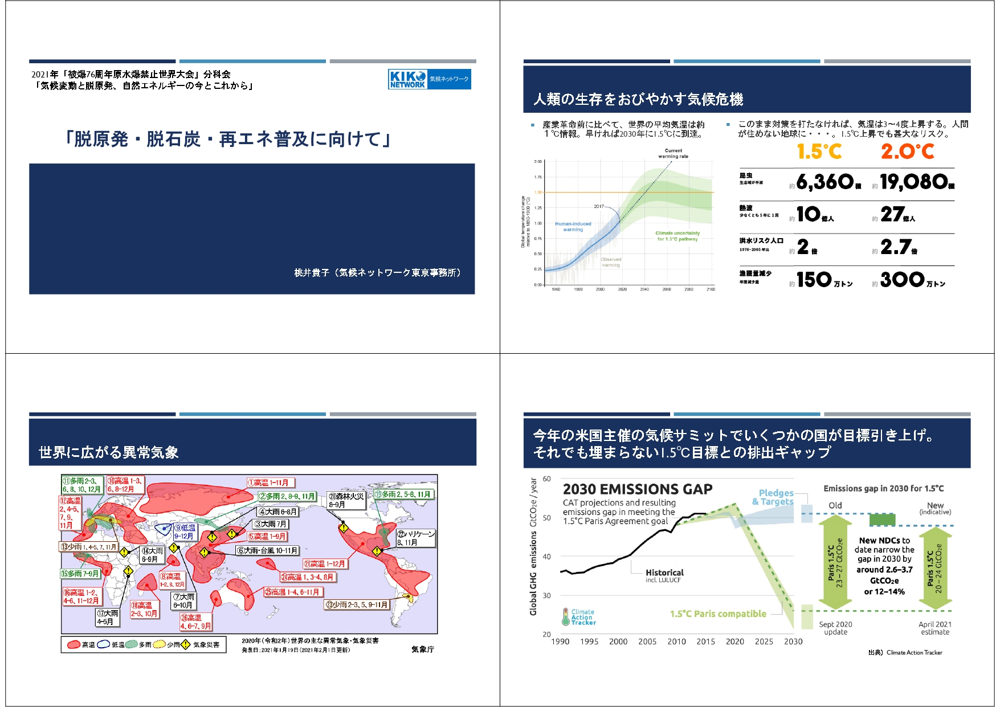 2021年「被爆76周年原水爆禁止世界大会」分科会
「気候変動と脱原発、自然エネルギーの今とこれから」
KIKO NETWORK 気候ネットワーク
「脱原発・脱石炭・再エネ普及に向けて」
桃井貴子（気候ネットワーク東京事務所）
人類の生存をおびやかす気候危機
産業革命前に比べて、世界の平均気温は約
１℃情報。早ければ2030年に1.5℃に到達。
Current
warming rate
2.00
1.75
1.50
1.25
1.00
0.75
0.50
0.25
0.00
Global temperature change
relative to 1850-1900 (°C)
2017
Human-induced
warming
Climate uncertainty
for 1.5°C pathway
Observed
warming
1960 1980 2000 2020 2040 2060 2080 2100
このまま対策を打たなければ、気温は3〜4度上昇する。人間
が住めない地球に・・・。1.5℃上昇でも甚大なリスク。
1.5°C 2.0°C
昆虫
生息域が半減
約6,360種 約19,080種
熱波
少なくとも5年に1回
約10億人 約27億人
洪水リスク人口
1976-2005年比
約2倍 約2.7倍
漁獲量減少
年間減少量
約150万トン 約300万トン
世界に広がる異常気象
⑪多雨 2-3、
6、8、10、12月
⑩高温 1-3、
6、8-12月
①高温 1-11月
②多雨 2、8-9、11月
⑳森林火災
8-9月
⑲多雨 2、5-8、11月
⑫高温
2、4-5、
7、9、
11月
④大雨 6-8月
③大雨 7月
⑨低温
9-12月
⑤高温 1-9月
㉒ハリケーン
8、11月
⑬少雨 1、4-5、7、11月
⑭大雨
6-9月
⑥大雨・台風 10-11月
㉑高温 1-12月
⑮多雨 7-9月
⑧高温
1-2、8、12月
㉔高温 1、3-4、8月
⑯高温 1-2、
4-6、11-12月
⑱高温
2-3、10月
⑦大雨
6-10月
㉕高温 1-4、6-11月
㉓少雨 2-3、5、9-11月
⑰大雨
4-5月
㉖高温
4、6-7、9月
高温 低温 多雨 少雨 気象災害
2020年（令和2年）世界の主な異常気象・気象災害
発表日：2021年1月19日（2021年2月1日更新）
気象庁
今年の米国主催の気候サミットでいくつかの国が目標引き上げ。
それでも埋まらない1.5℃目標との排出ギャップ
Global GHG emissions GtCO2e / year
60
50
40
30
20
2030 EMISSIONS GAP
CAT projections and resulting
emissions gap in meeting the
1.5°C Paris Agreement goal
Pledges
& Targets
Historical
incl. LULUCF
1.5°C Paris compatible
Climate
Action
Tracker
1990 1995 2000 2005 2010 2015 2020 2025 2030
Emissions gap in 2030 for 1.5°C
Old
New
(indicative)
Paris 1.5°C
23 – 27 GtCO2e
New NDCs to
date narrow the
gap in 2030 by
around 2.6–3.7
GtCO2e
or 12–14%
Paris 1.5°C
20 – 24 GtCO2e
Sept 2020
update
April 2021
estimate
出典）Climate Action Tracker